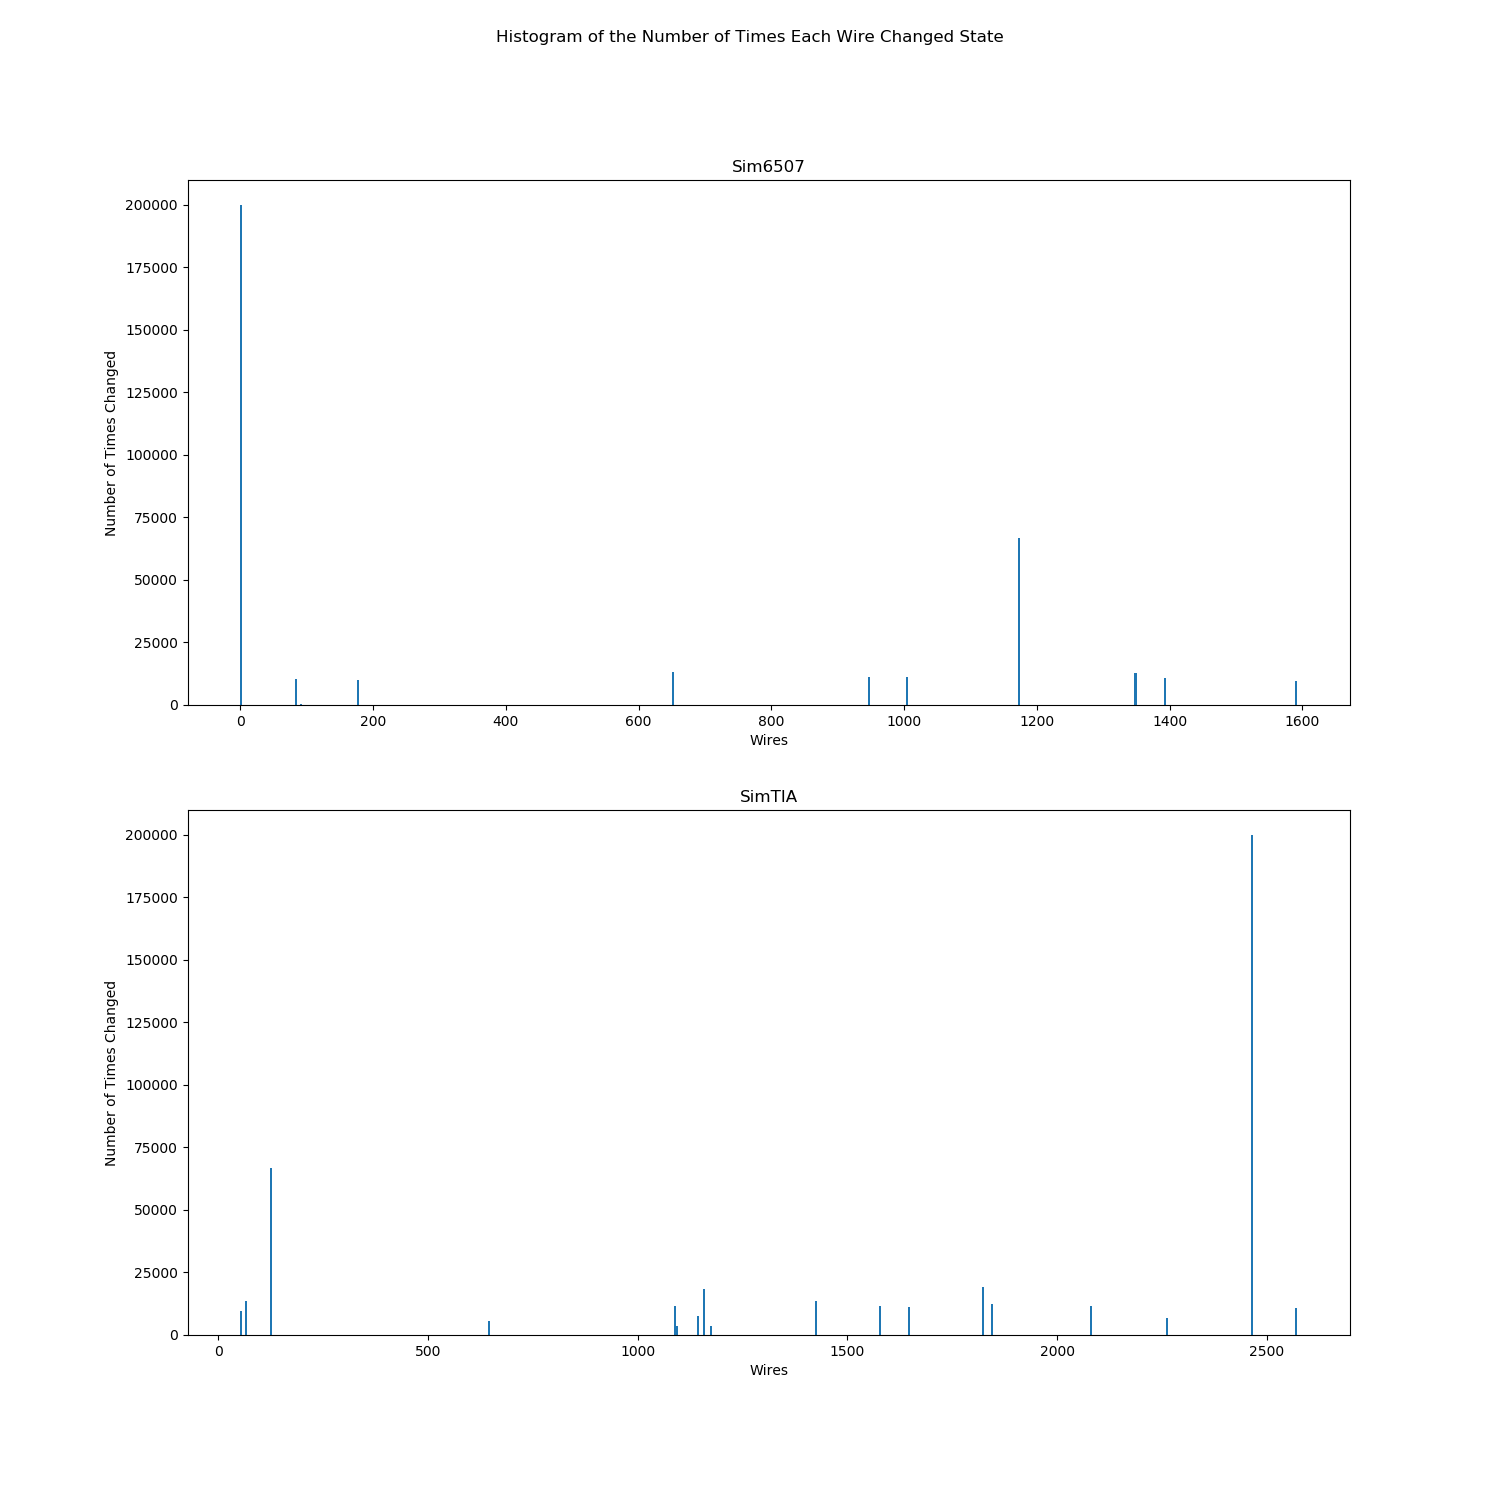 Histogram of the Number of Times Each Wire Changed State
Sim6507
Number of Times Changed
200000
175000
150000
125000
100000
75000
50000
25000
0
0 200 400 600 800 1000 1200 1400 1600
Wires
SimTIA
Number of Times Changed
200000
175000
150000
125000
100000
75000
50000
25000
0
0 500 1000 1500 2000 2500
Wires